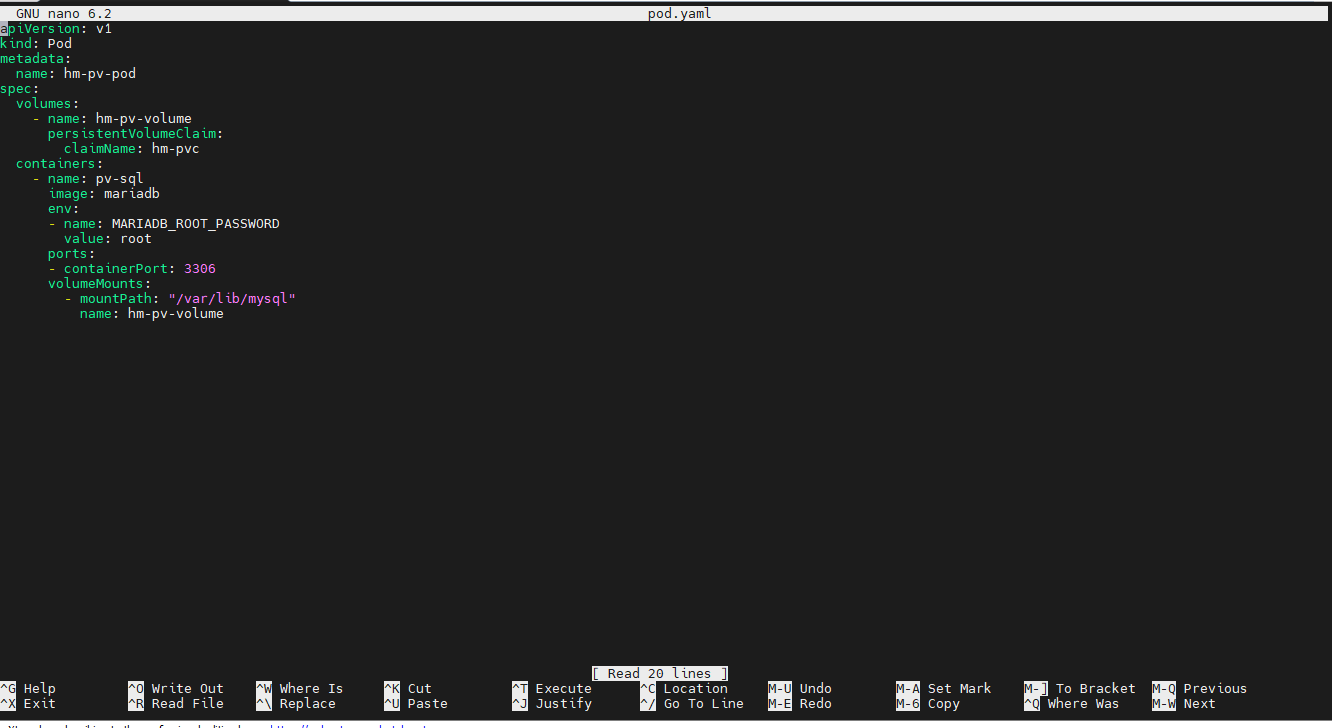 GNU nano 6.2 pod.yaml
apiVersion: v1
kind: Pod
metadata:
  name: hm-pv-pod
spec:
  volumes:
    - name: hm-pv-volume
      persistentVolumeClaim:
        claimName: hm-pvc
  containers:
    - name: pv-sql
      image: mariadb
      env:
      - name: MARIADB_ROOT_PASSWORD
        value: root
      ports:
      - containerPort: 3306
      volumeMounts:
        - mountPath: "/var/lib/mysql"
          name: hm-pv-volume
[ Read 20 lines ]
^G Help ^O Write Out ^W Where Is ^K Cut ^T Execute ^C Location M-U Undo M-A Set Mark M-] To Bracket M-Q Previous
^X Exit ^R Read File ^\ Replace ^U Paste ^J Justify ^/ Go To Line M-E Redo M-6 Copy ^Q Where Was M-W Next